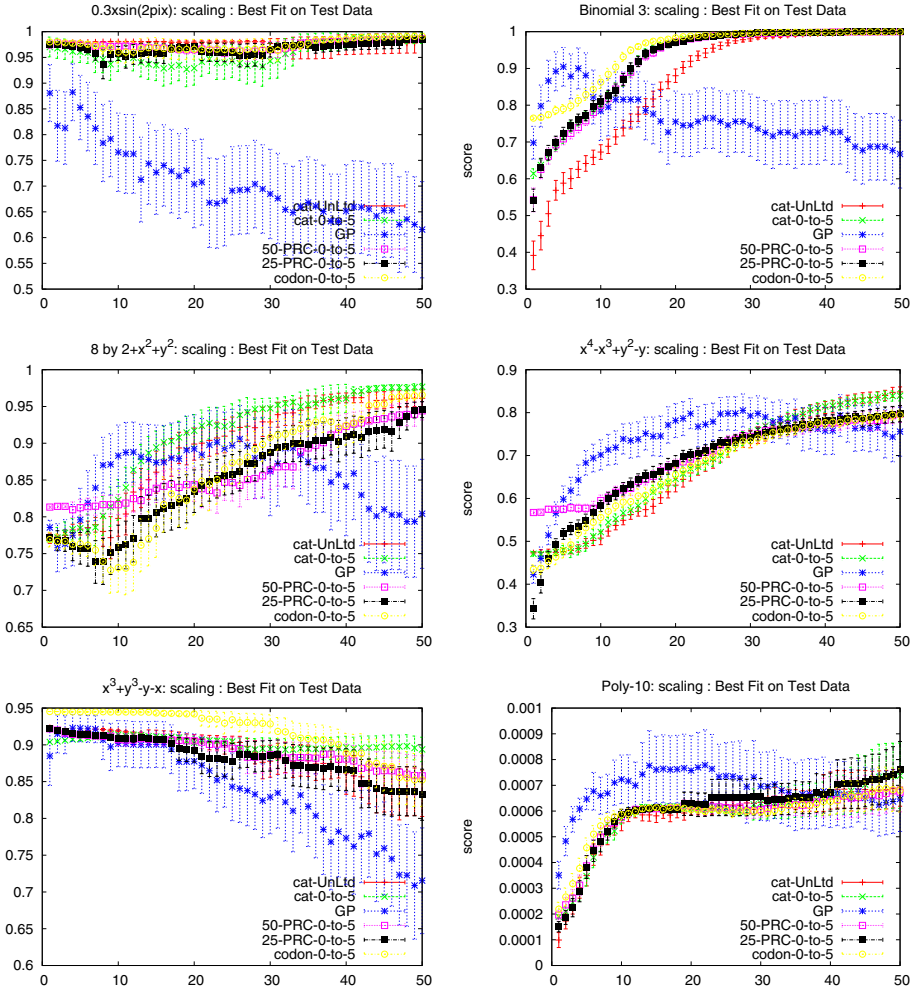 0.3xsin(2pix): scaling : Best Fit on Test Data
1
0.95
0.9
0.85
0.8
0.75
0.7
0.65
0.6
0.55
0.5
0 10 20 30 40 50
cat-UnLtd
cat-0-to-5
GP
50-PRC-0-to-5
25-PRC-0-to-5
codon-0-to-5
Binomial 3: scaling : Best Fit on Test Data
score
1
0.9
0.8
0.7
0.6
0.5
0.4
0.3
0 10 20 30 40 50
cat-UnLtd
cat-0-to-5
GP
50-PRC-0-to-5
25-PRC-0-to-5
codon-0-to-5
8 by 2+x²+y²: scaling : Best Fit on Test Data
1
0.95
0.9
0.85
0.8
0.75
0.7
0.65
0 10 20 30 40 50
cat-UnLtd
cat-0-to-5
GP
50-PRC-0-to-5
25-PRC-0-to-5
codon-0-to-5
x⁴-x³+y²-y: scaling : Best Fit on Test Data
score
0.9
0.8
0.7
0.6
0.5
0.4
0.3
0 10 20 30 40 50
cat-UnLtd
cat-0-to-5
GP
50-PRC-0-to-5
25-PRC-0-to-5
codon-0-to-5
x³+y³-y-x: scaling : Best Fit on Test Data
0.95
0.9
0.85
0.8
0.75
0.7
0.65
0.6
0 10 20 30 40 50
cat-UnLtd
cat-0-to-5
GP
50-PRC-0-to-5
25-PRC-0-to-5
codon-0-to-5
Poly-10: scaling : Best Fit on Test Data
score
0.001
0.0009
0.0008
0.0007
0.0006
0.0005
0.0004
0.0003
0.0002
0.0001
0
0 10 20 30 40 50
cat-UnLtd
cat-0-to-5
GP
50-PRC-0-to-5
25-PRC-0-to-5
codon-0-to-5